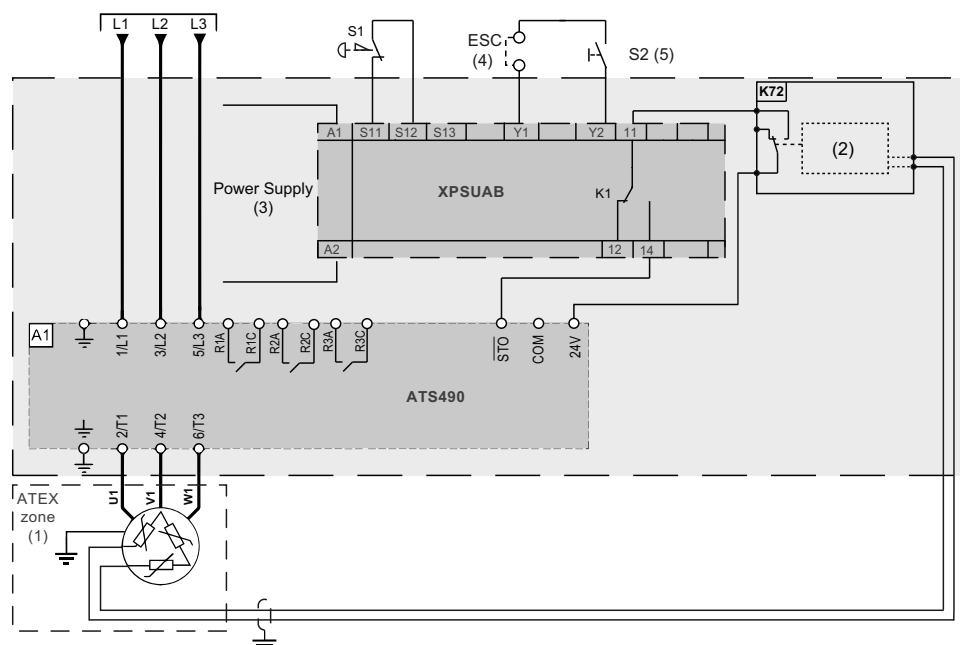 L1 L2 L3
S1
ESC
(4)
S2 (5)
K72
(2)
A1 S11 S12 S13 Y1 Y2 11
XPSUAB
K1
Power Supply
(3)
A2 12 14
A1
1/L1 3/L2 5/L3 R1A R1C R2A R2C R3A R3C STO COM 24V
ATS490
2/T1 4/T2 6/T3
U1 V1 W1
ATEX
zone
(1)